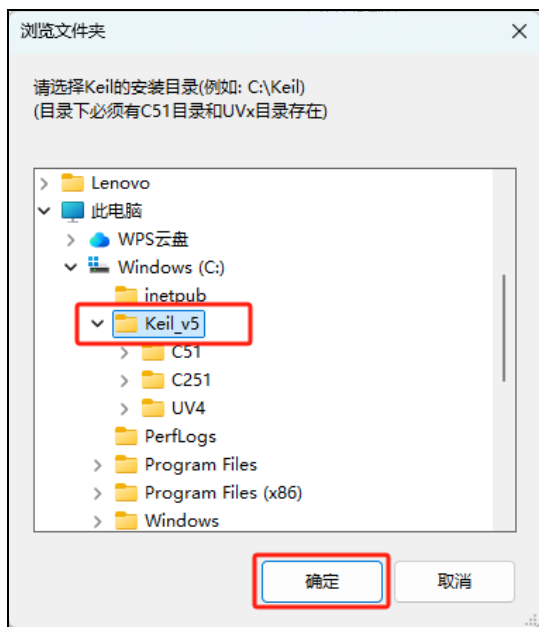 浏览文件夹
请选择Keil的安装目录(例如: C:\Keil)
(目录下必须有C51目录和UVx目录存在)
Lenovo
此电脑
WPS云盘
Windows (C:)
inetpub
Keil_v5
C51
C251
UV4
PerfLogs
Program Files
Program Files (x86)
Windows
确定
取消